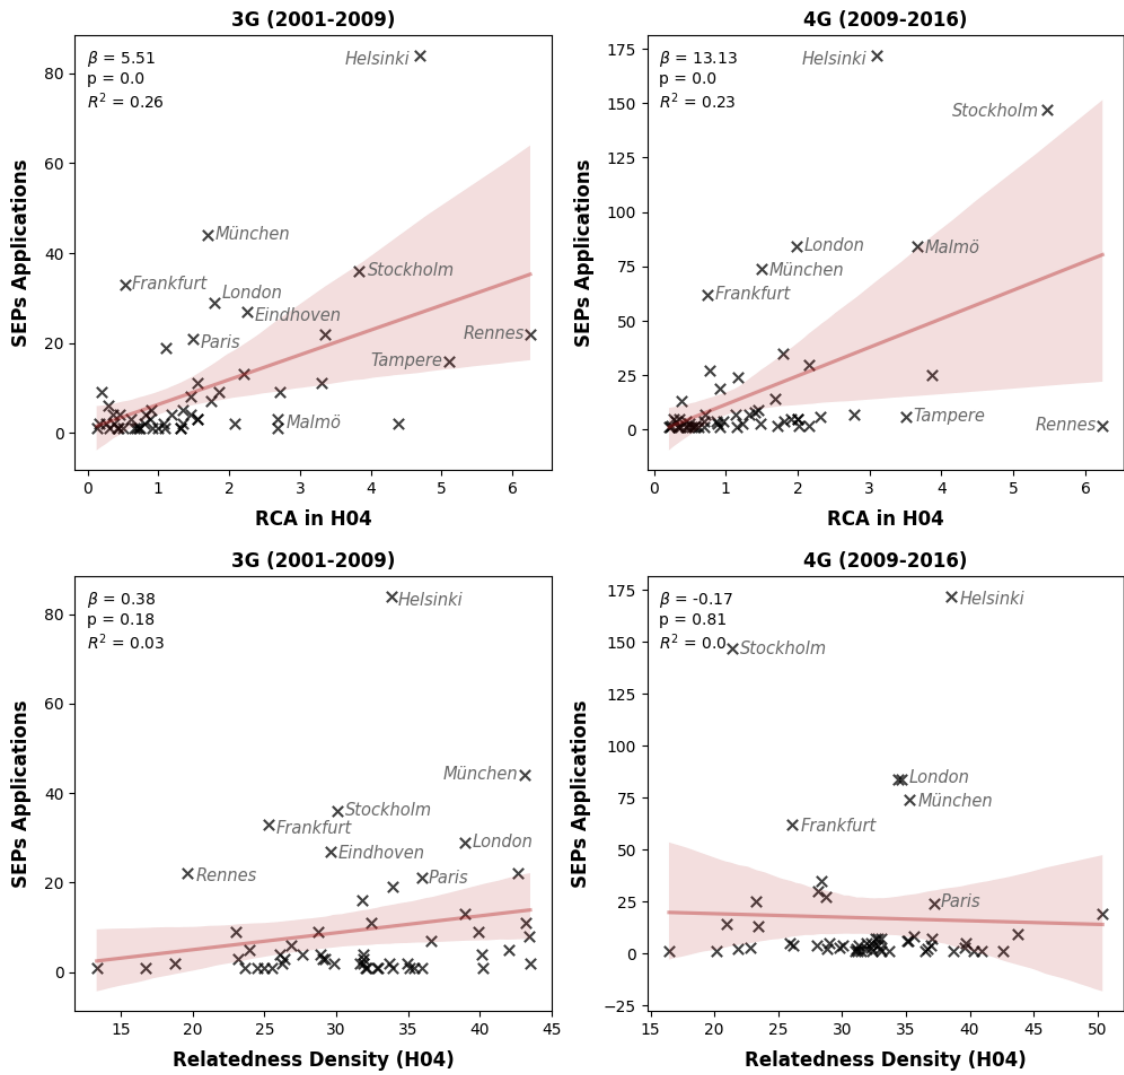 3G (2001-2009)
β = 5.51
p = 0.0
R² = 0.26
Helsinki
München
Stockholm
Frankfurt
London
Eindhoven
Paris
Rennes
Tampere
Malmö
80
60
40
20
0
0 1 2 3 4 5 6
SEPs Applications
RCA in H04
4G (2009-2016)
β = 13.13
p = 0.0
R² = 0.23
Helsinki
Stockholm
London
Malmö
München
Frankfurt
Tampere
Rennes
175
150
125
100
75
50
25
0
0 1 2 3 4 5 6
SEPs Applications
RCA in H04
3G (2001-2009)
β = 0.38
p = 0.18
R² = 0.03
Helsinki
München
Stockholm
Frankfurt
London
Eindhoven
Rennes
Paris
80
60
40
20
0
15 20 25 30 35 40 45
SEPs Applications
Relatedness Density (H04)
4G (2009-2016)
β = -0.17
p = 0.81
R² = 0.0
Helsinki
Stockholm
London
München
Frankfurt
Paris
175
150
125
100
75
50
25
0
−25
15 20 25 30 35 40 45 50
SEPs Applications
Relatedness Density (H04)